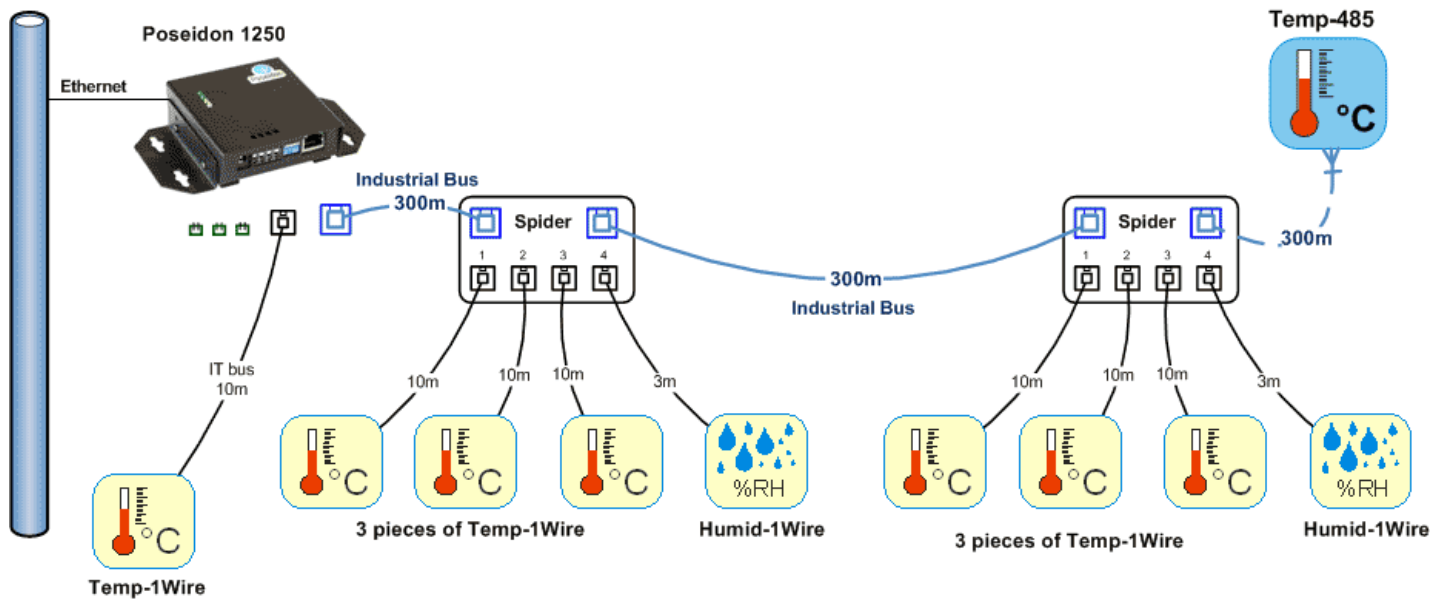 Poseidon 1250
Temp-485
Ethernet
Poseidon
°C
Industrial Bus
300m
Spider
1 2 3 4
300m
Industrial Bus
Spider
1 2 3 4
300m
IT bus
10m
10m
10m
10m
3m
10m
10m
10m
3m
°C
°C
°C
%RH
°C
°C
°C
%RH
3 pieces of Temp-1Wire
Humid-1Wire
3 pieces of Temp-1Wire
Humid-1Wire
°C
Temp-1Wire